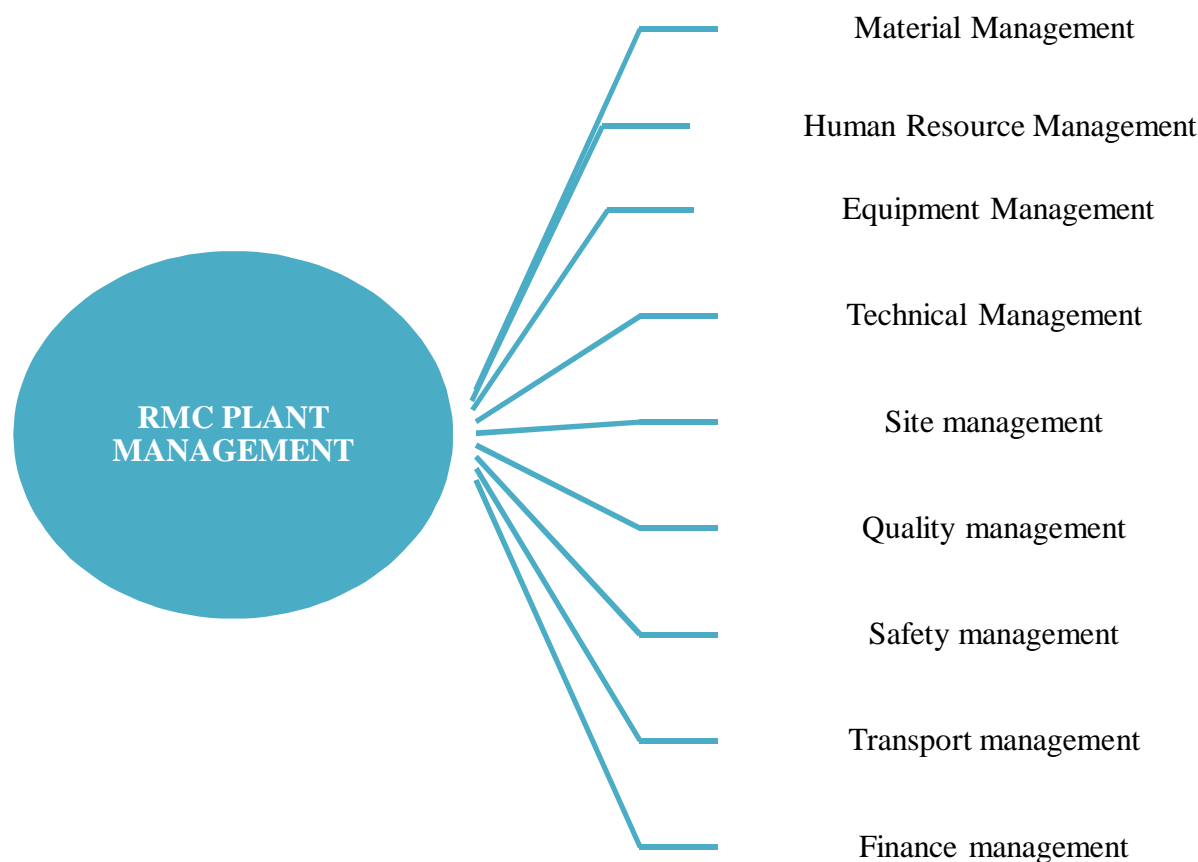 Material Management
Human Resource Management
Equipment Management
Technical Management
RMC PLANT
MANAGEMENT
Site management
Quality management
Safety management
Transport management
Finance management